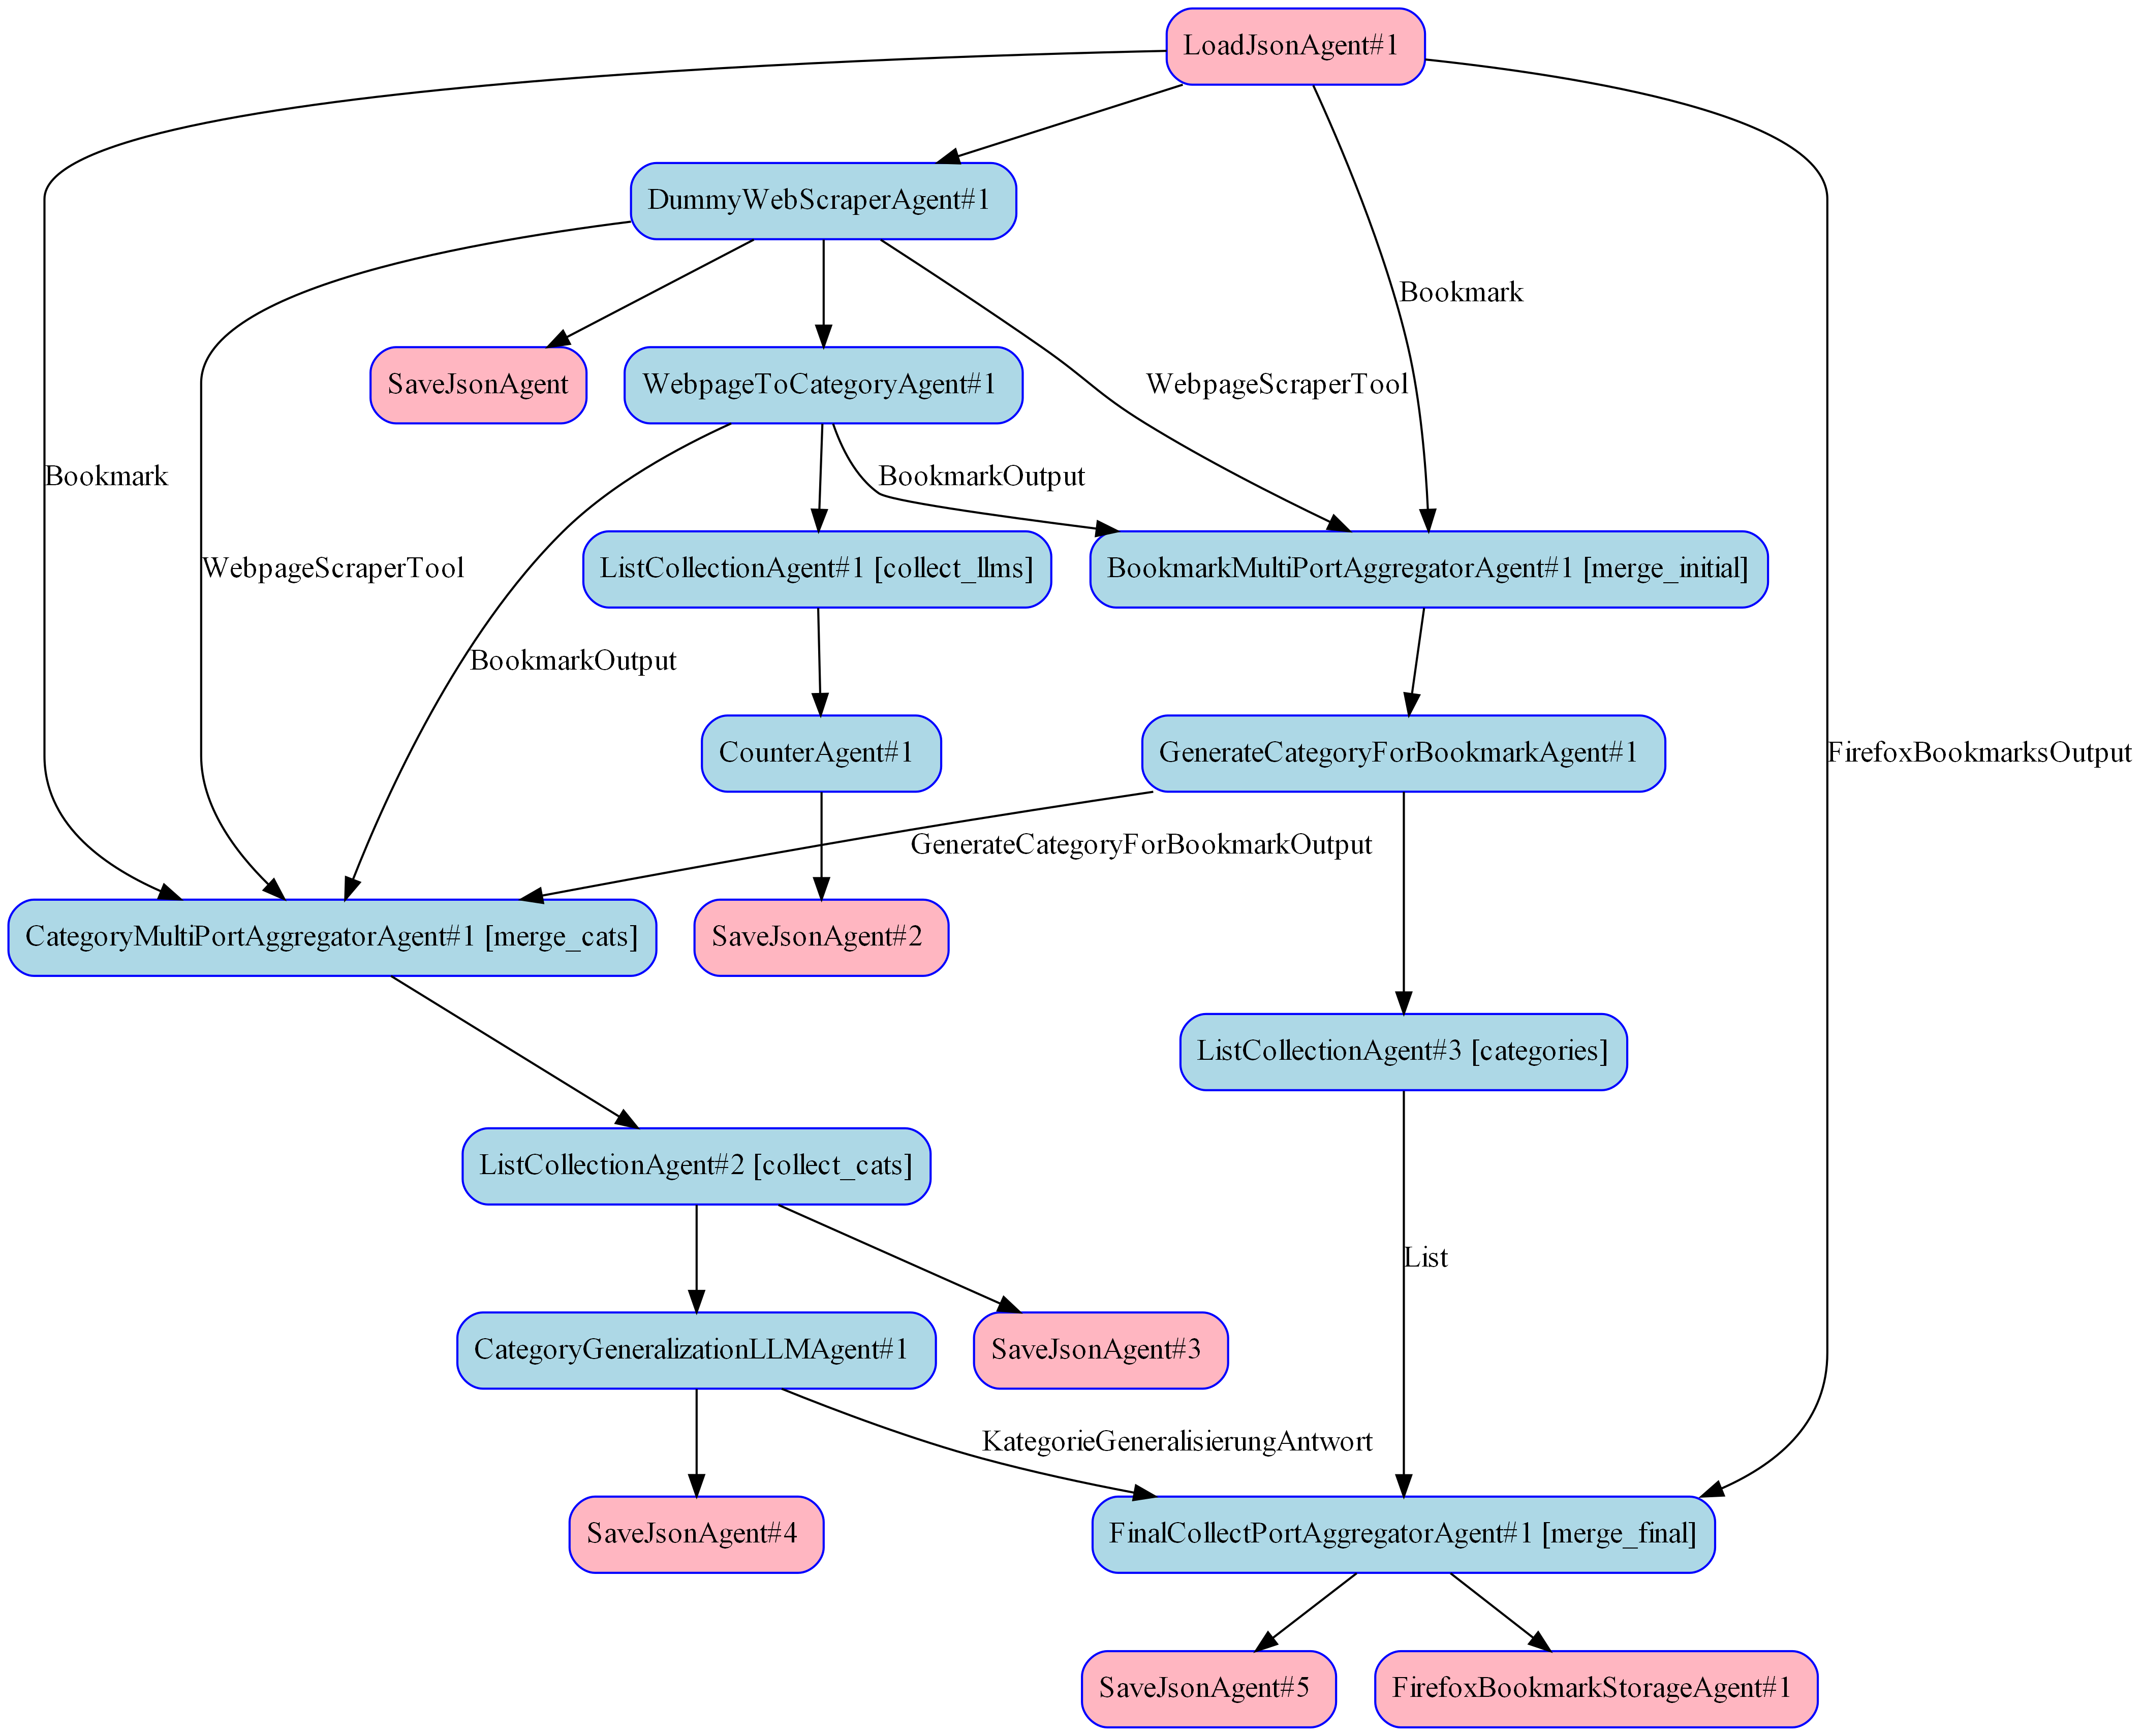 LoadJsonAgent#1
DummyWebScraperAgent#1
Bookmark
SaveJsonAgent
WebpageToCategoryAgent#1
WebpageScraperTool
Bookmark
BookmarkOutput
WebpageScraperTool
ListCollectionAgent#1 [collect_llms]
BookmarkMultiPortAggregatorAgent#1 [merge_initial]
BookmarkOutput
CounterAgent#1
GenerateCategoryForBookmarkAgent#1
FirefoxBookmarksOutput
GenerateCategoryForBookmarkOutput
CategoryMultiPortAggregatorAgent#1 [merge_cats]
SaveJsonAgent#2
ListCollectionAgent#3 [categories]
ListCollectionAgent#2 [collect_cats]
List
CategoryGeneralizationLLMAgent#1
SaveJsonAgent#3
KategorieGeneralisierungAntwort
SaveJsonAgent#4
FinalCollectPortAggregatorAgent#1 [merge_final]
SaveJsonAgent#5
FirefoxBookmarkStorageAgent#1